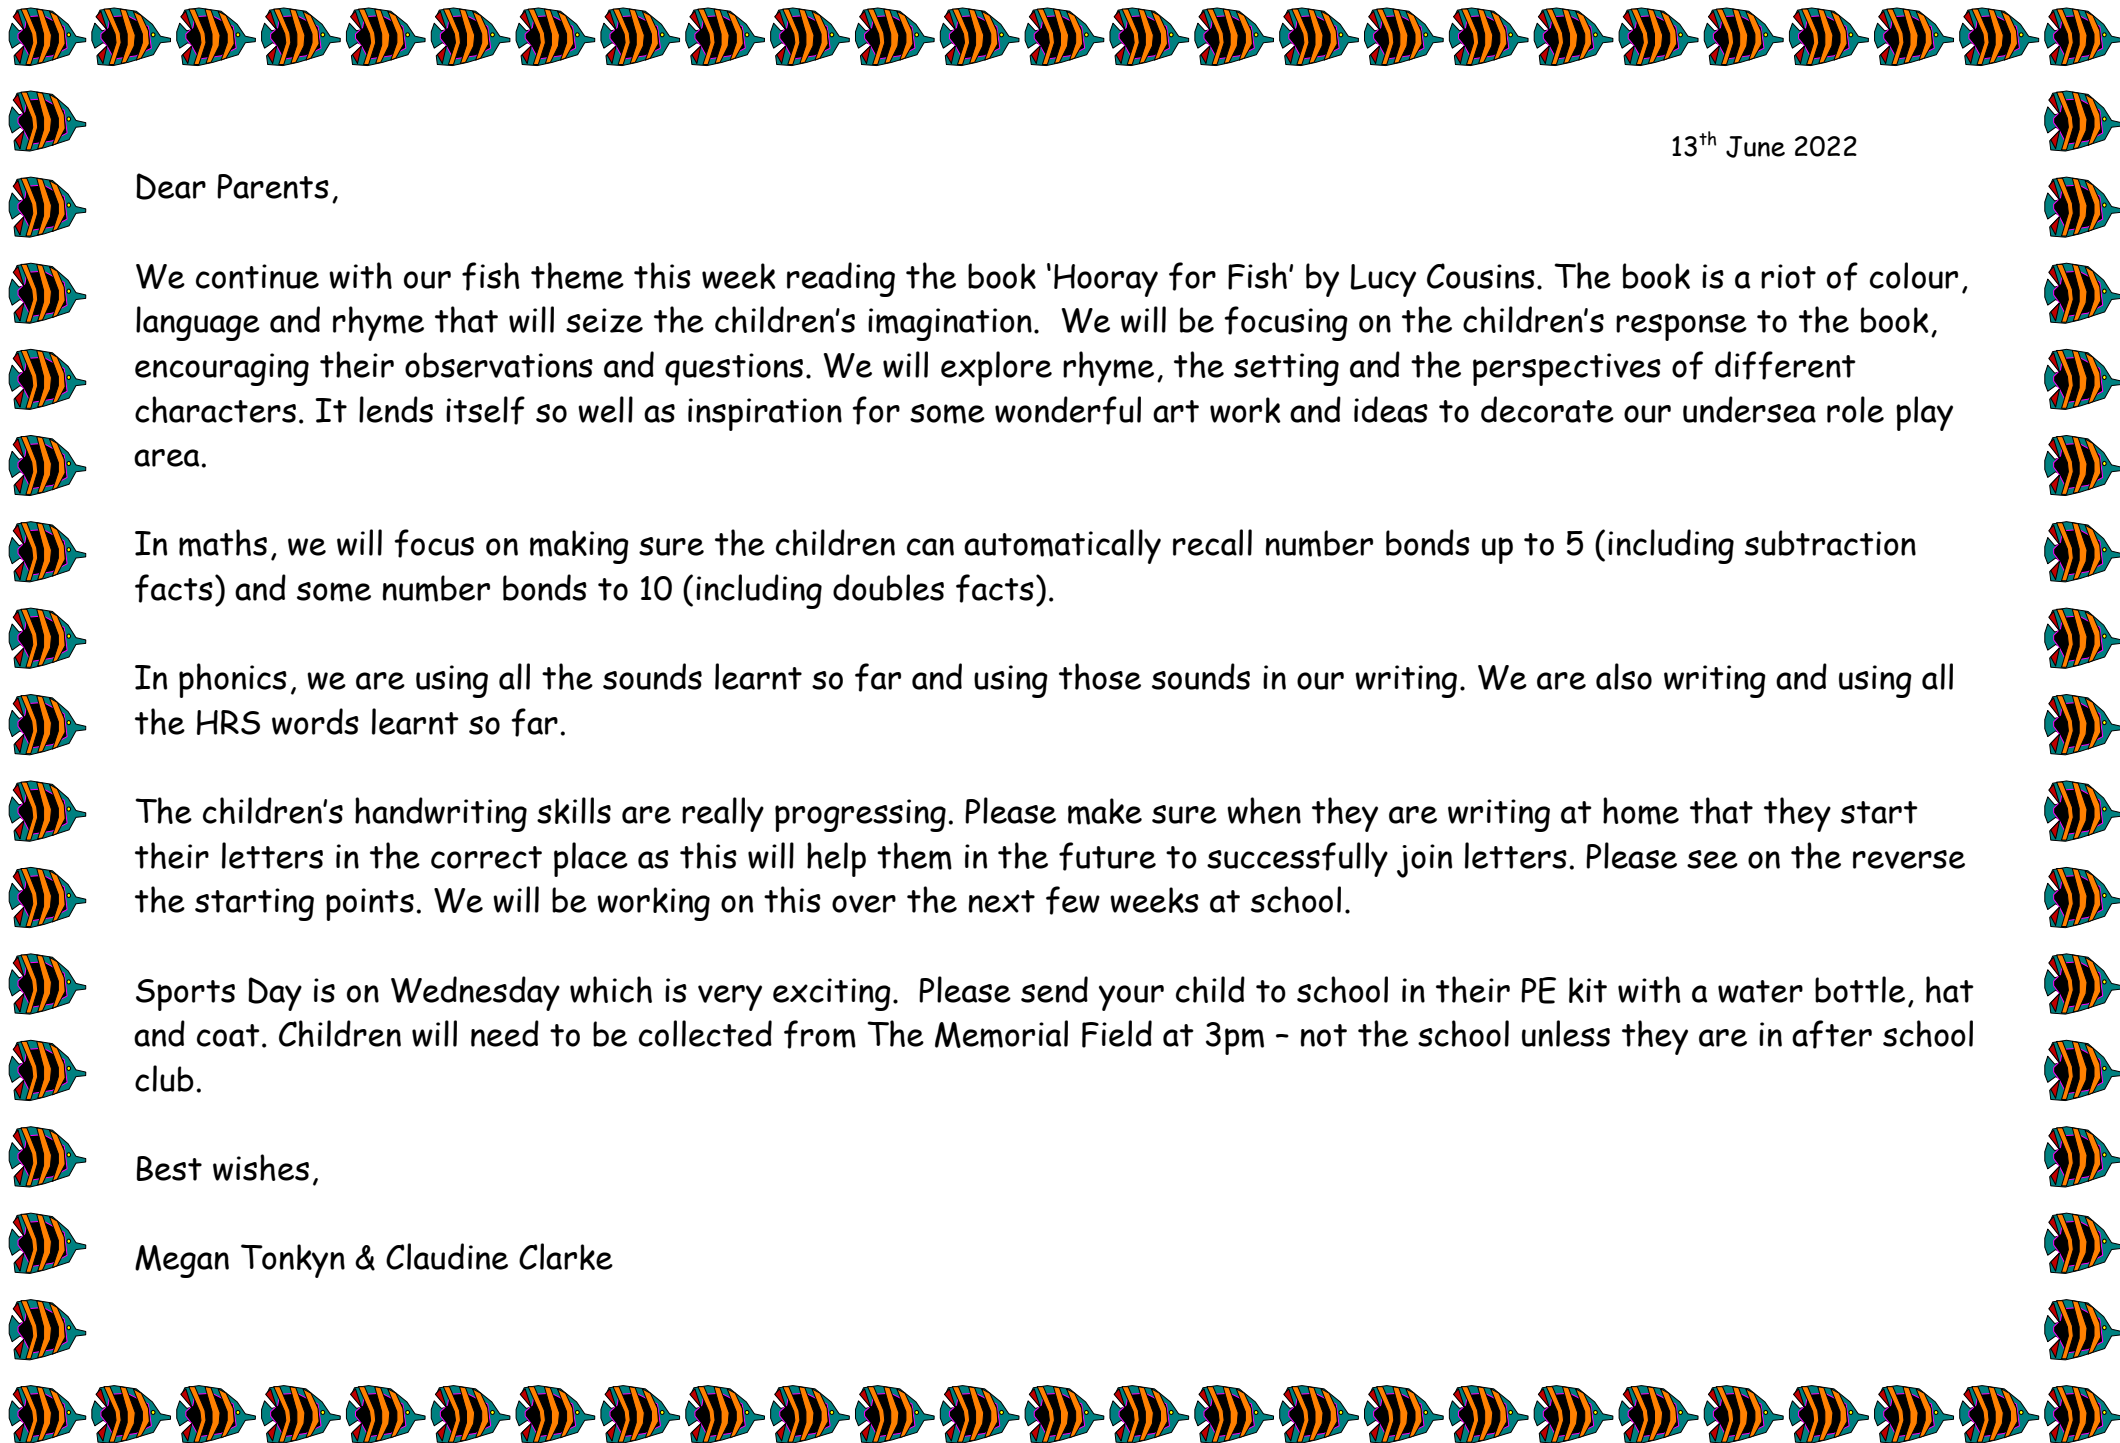 13th June 2022
Dear Parents,
We continue with our fish theme this week reading the book ‘Hooray for Fish’ by Lucy Cousins. The book is a riot of colour,
language and rhyme that will seize the children’s imagination.  We will be focusing on the children’s response to the book,
encouraging their observations and questions. We will explore rhyme, the setting and the perspectives of different
characters. It lends itself so well as inspiration for some wonderful art work and ideas to decorate our undersea role play
area.
In maths, we will focus on making sure the children can automatically recall number bonds up to 5 (including subtraction
facts) and some number bonds to 10 (including doubles facts).
In phonics, we are using all the sounds learnt so far and using those sounds in our writing. We are also writing and using all
the HRS words learnt so far.
The children’s handwriting skills are really progressing. Please make sure when they are writing at home that they start
their letters in the correct place as this will help them in the future to successfully join letters. Please see on the reverse
the starting points. We will be working on this over the next few weeks at school.
Sports Day is on Wednesday which is very exciting.  Please send your child to school in their PE kit with a water bottle, hat
and coat. Children will need to be collected from The Memorial Field at 3pm – not the school unless they are in after school
club.
Best wishes,
Megan Tonkyn & Claudine Clarke